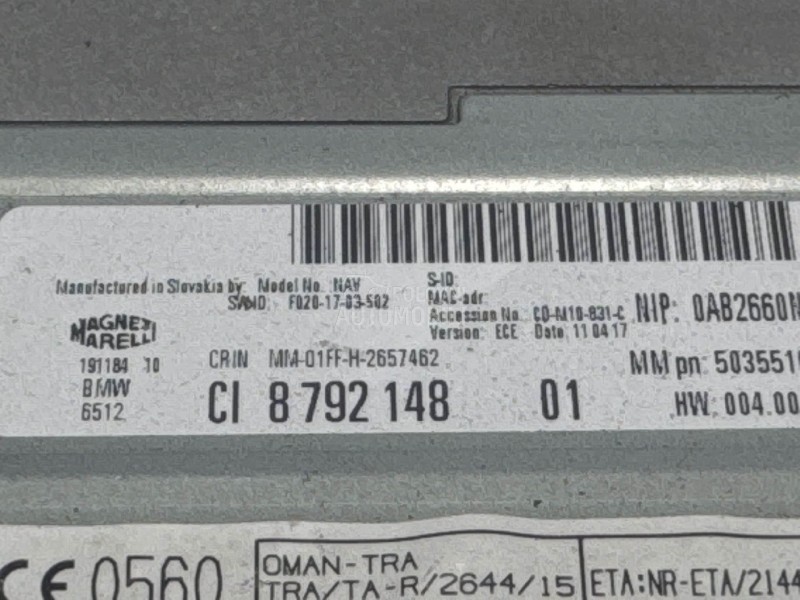 Manufactured in Slovakia by: Model No. NAV
SANID: F020-17-03-502
S-ID:
MAC-adr:
Accession No. CQ-M10-831-C
Version: ECE Date: 11 04 17
NIP: 0AB2660N
MAGNETI
MARELLI
191184 10
BMW
6512
CRIN MM-01FF-H-2657462
CI 8 792 148 01
MM pn: 503551
HW: 004.00
CE 0560
OMAN-TRA
TRA/TA-R/2644/15
ETA:NR-ETA/2144